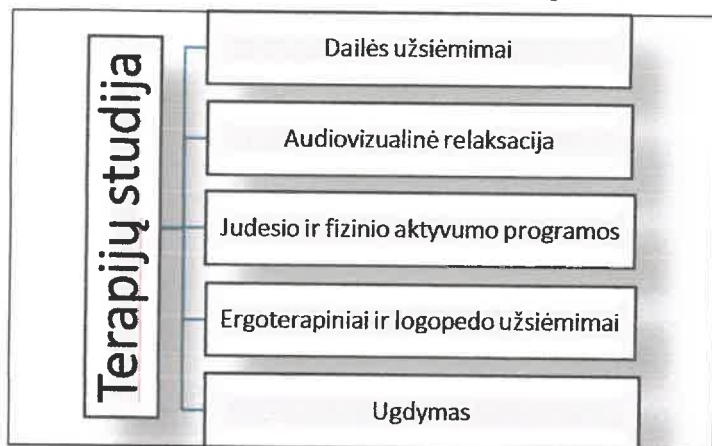 Terapijų studija
Dailės užsiėmimai
Audiovizualinė relaksacija
Judesio ir fizinio aktyvumo programos
Ergoterapiniai ir logopedo užsiėmimai
Ugdymas